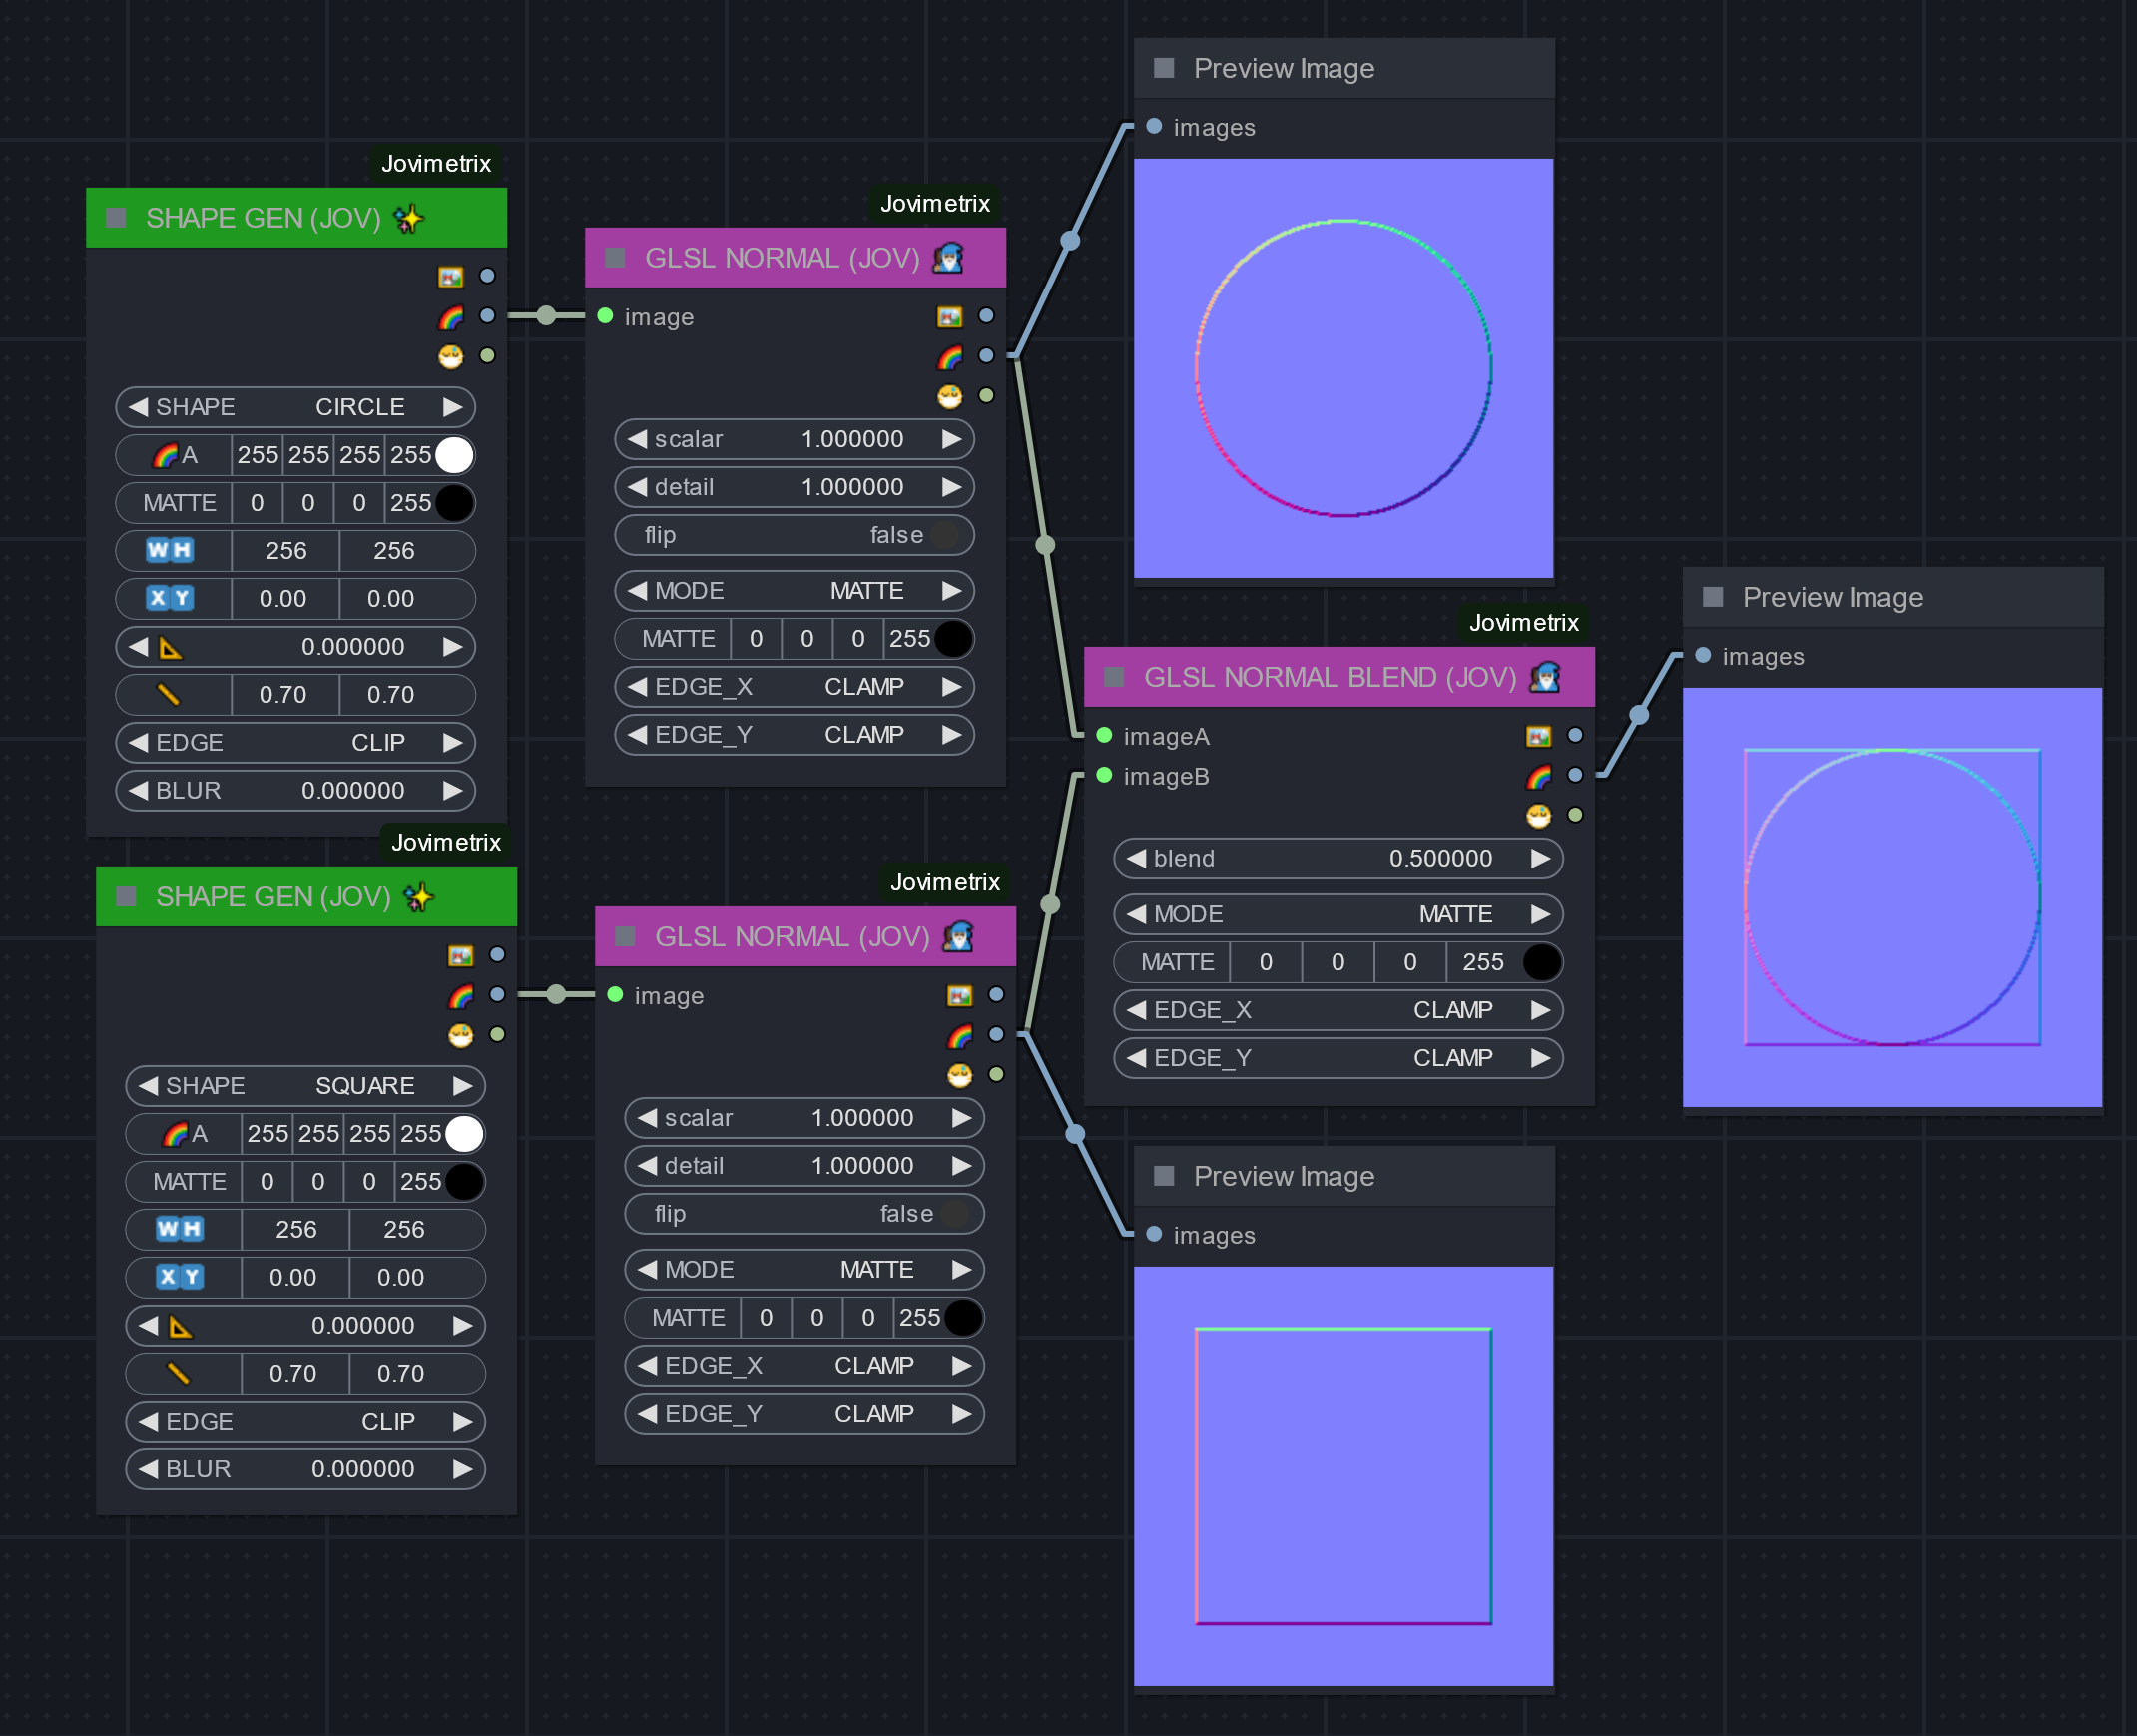 Jovimetrix
SHAPE GEN (JOV) ✨
SHAPE CIRCLE
A 255 255 255 255
MATTE 0 0 0 255
WH 256 256
XY 0.00 0.00
0.000000
0.70 0.70
EDGE CLIP
BLUR 0.000000
Jovimetrix
GLSL NORMAL (JOV)
image
scalar 1.000000
detail 1.000000
flip false
MODE MATTE
MATTE 0 0 0 255
EDGE_X CLAMP
EDGE_Y CLAMP
Preview Image
images
Jovimetrix
SHAPE GEN (JOV) ✨
SHAPE SQUARE
A 255 255 255 255
MATTE 0 0 0 255
WH 256 256
XY 0.00 0.00
0.000000
0.70 0.70
EDGE CLIP
BLUR 0.000000
Jovimetrix
GLSL NORMAL (JOV)
image
scalar 1.000000
detail 1.000000
flip false
MODE MATTE
MATTE 0 0 0 255
EDGE_X CLAMP
EDGE_Y CLAMP
Jovimetrix
GLSL NORMAL BLEND (JOV)
imageA
imageB
blend 0.500000
MODE MATTE
MATTE 0 0 0 255
EDGE_X CLAMP
EDGE_Y CLAMP
Preview Image
images
Preview Image
images